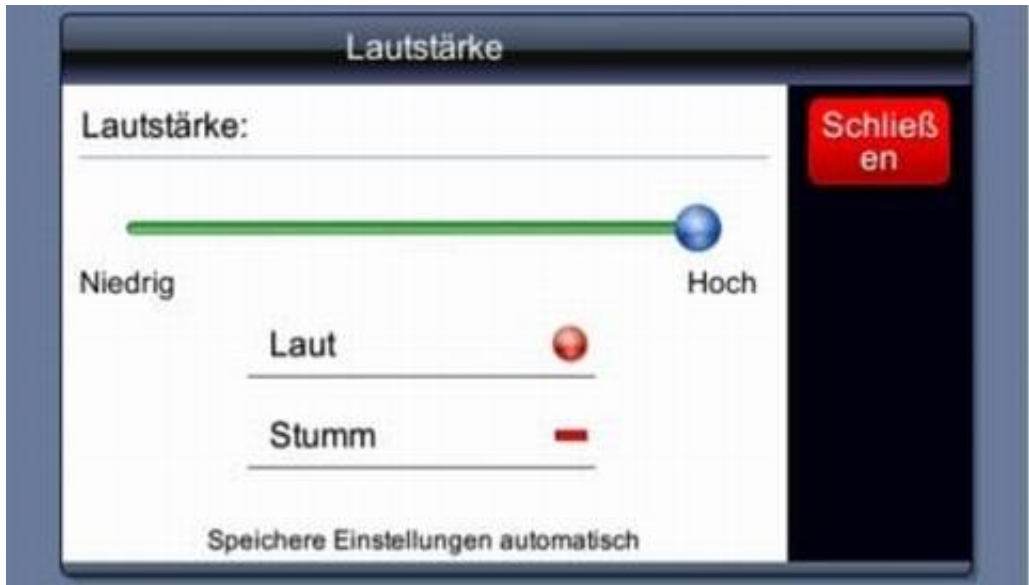 Lautstärke
Lautstärke:
Schließ
en
Niedrig
Hoch
Laut
Stumm
Speichere Einstellungen automatisch